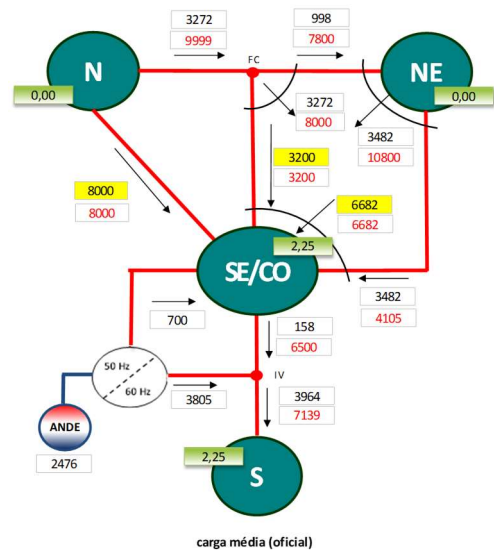 3272
9999
998
7800
FC
N
0,00
NE
0,00
3272
8000
3482
10800
3200
3200
8000
8000
6682
6682
2,25
SE/CO
3482
4105
700
158
6500
50 Hz
60 Hz
IV
3805
3964
7139
ANDE
2476
2,25
S
carga média (oficial)